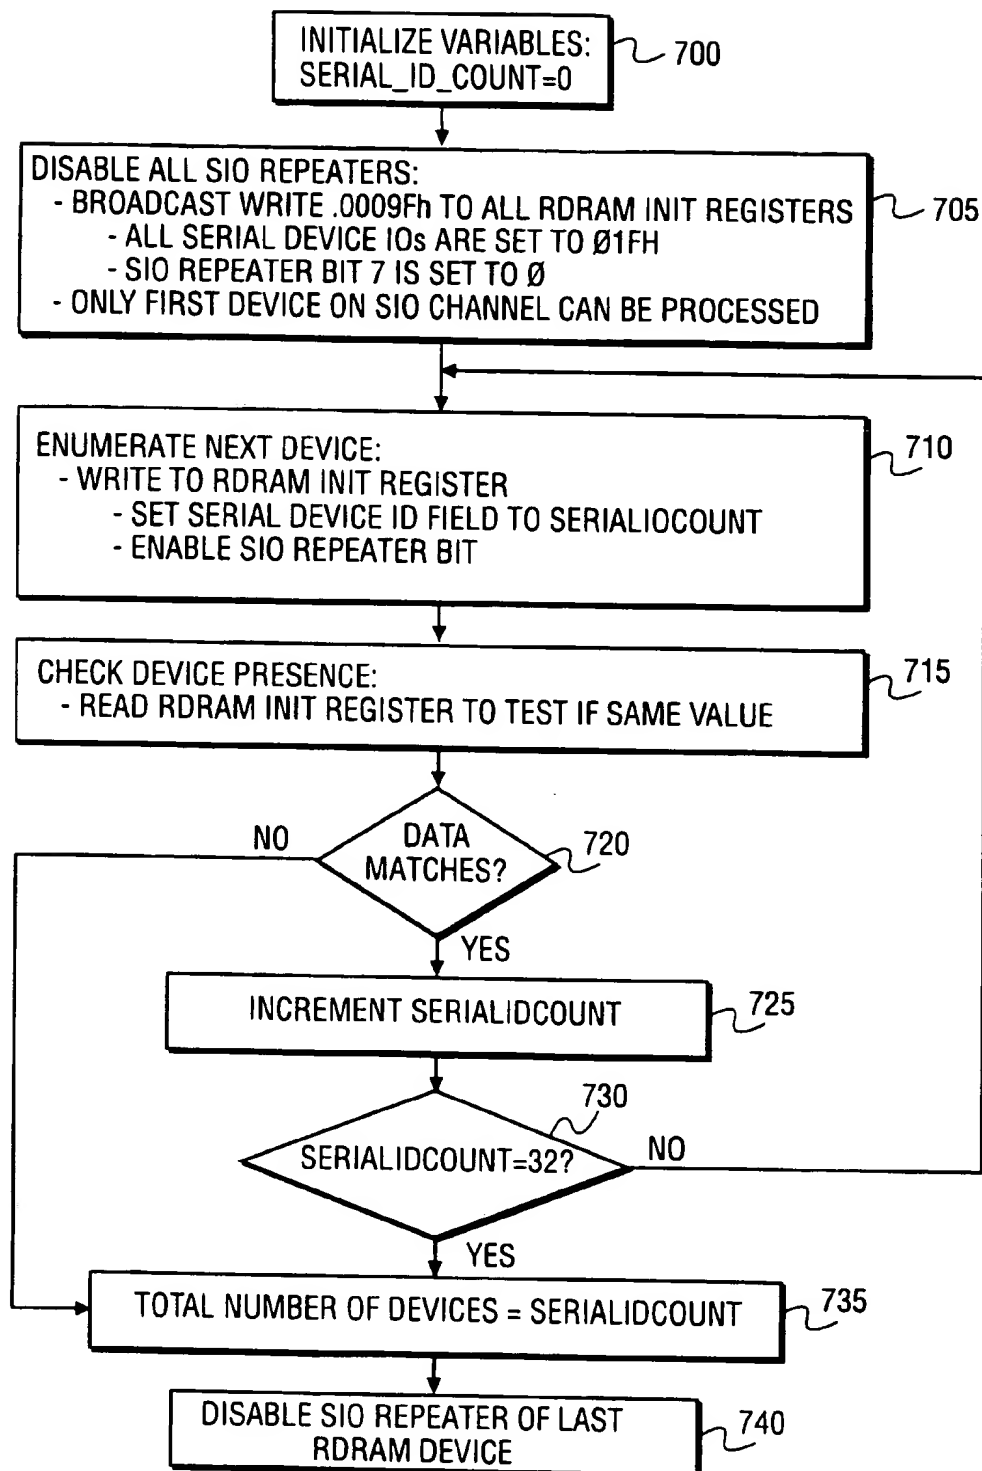 INITIALIZE VARIABLES:
SERIAL_ID_COUNT=0
700
DISABLE ALL SIO REPEATERS:
- BROADCAST WRITE .0009Fh TO ALL RDRAM INIT REGISTERS
- ALL SERIAL DEVICE IOs ARE SET TO Ø1FH
- SIO REPEATER BIT 7 IS SET TO Ø
- ONLY FIRST DEVICE ON SIO CHANNEL CAN BE PROCESSED
705
ENUMERATE NEXT DEVICE:
- WRITE TO RDRAM INIT REGISTER
- SET SERIAL DEVICE ID FIELD TO SERIALIOCOUNT
- ENABLE SIO REPEATER BIT
710
CHECK DEVICE PRESENCE:
- READ RDRAM INIT REGISTER TO TEST IF SAME VALUE
715
NO
DATA
MATCHES?
720
YES
INCREMENT SERIALIDCOUNT
725
730
SERIALIDCOUNT=32?
NO
YES
TOTAL NUMBER OF DEVICES = SERIALIDCOUNT
735
DISABLE SIO REPEATER OF LAST
RDRAM DEVICE
740